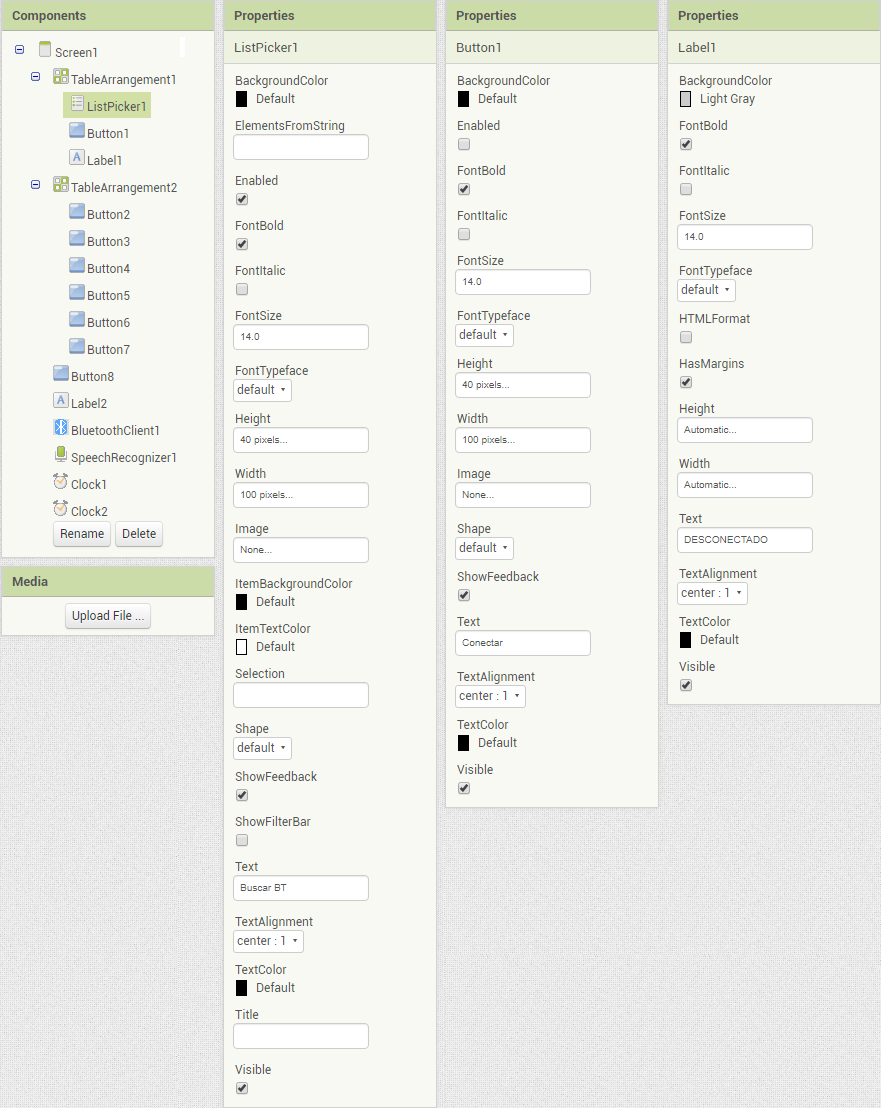 Components
Screen1
TableArrangement1
ListPicker1
Button1
A Label1
TableArrangement2
Button2
Button3
Button4
Button5
Button6
Button7
Button8
A Label2
BluetoothClient1
SpeechRecognizer1
Clock1
Clock2
Rename Delete
Media
Upload File ...
Properties
ListPicker1
BackgroundColor
Default
ElementsFromString
Enabled
FontBold
FontItalic
FontSize
14.0
FontTypeface
default
Height
40 pixels...
Width
100 pixels...
Image
None...
ItemBackgroundColor
Default
ItemTextColor
Default
Selection
Shape
default
ShowFeedback
ShowFilterBar
Text
Buscar BT
TextAlignment
center : 1
TextColor
Default
Title
Visible
Properties
Button1
BackgroundColor
Default
Enabled
FontBold
FontItalic
FontSize
14.0
FontTypeface
default
Height
40 pixels...
Width
100 pixels...
Image
None...
Shape
default
ShowFeedback
Text
Conectar
TextAlignment
center : 1
TextColor
Default
Visible
Properties
Label1
BackgroundColor
Light Gray
FontBold
FontItalic
FontSize
14.0
FontTypeface
default
HTMLFormat
HasMargins
Height
Automatic...
Width
Automatic...
Text
DESCONECTADO
TextAlignment
center : 1
TextColor
Default
Visible